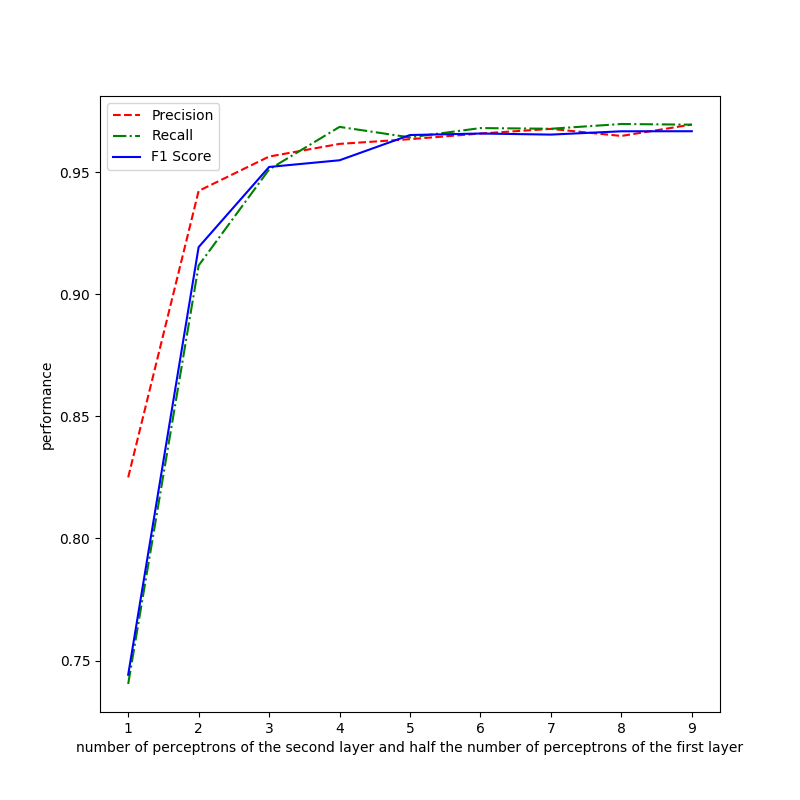 Precision
Recall
F1 Score
0.95
0.90
0.85
0.80
0.75
performance
1 2 3 4 5 6 7 8 9
number of perceptrons of the second layer and half the number of perceptrons of the first layer